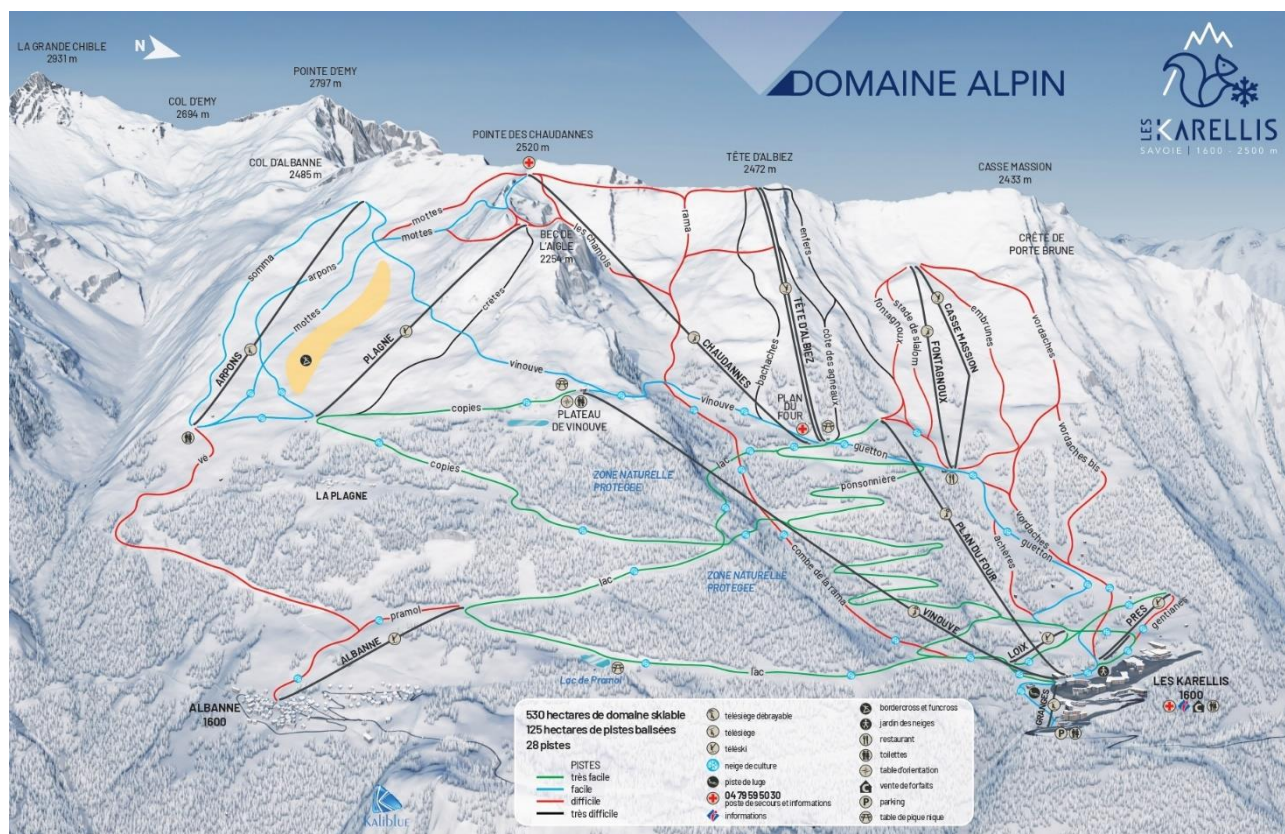 LA GRANDE CHIBLE
2931 m
N
COL D'EMY
2694 m
POINTE D'EMY
2797 m
COL D'ALBANNE
2485 m
POINTE DES CHAUDANNES
2520 m
TÊTE D'ALBIEZ
2472 m
CASSE MASSION
2433 m
DOMAINE ALPIN
LES KARELLIS
SAVOIE | 1600 - 2500 m
CRÊTE DE
PORTE BRUNE
BEC DE
L'AIGLE
2254 m
mottes
mottes
somma
arpons
mottes
les chamois
crêtes
rama
enfers
ARPONS
PLAGNE
CHAUDANNES
TÊTE D'ALBIEZ
bachaches
côte des agneaux
fontagnoux
stade de slalom
FONTAGNOUX
CASSE MASSION
embrunes
vordaches
vordaches bis
vinouve
vinouve
PLATEAU
DE VINOUVE
PLAN
DU
FOUR
copies
copies
lac
guetton
ponsonnière
ve
LA PLAGNE
ZONE NATURELLE
PROTÉGÉE
ZONE NATURELLE
PROTÉGÉE
PLAN DU FOUR
achères
vordaches
guetton
combe de la rama
VINOUVE
LOIX
PRES
gentianes
pramol
ALBANNE
lac
lac
Lac de Pramol
ALBANNE
1600
LES KARELLIS
1600
GRANGES
530 hectares de domaine skiable
125 hectares de pistes balisées
28 pistes
PISTES
très facile
facile
difficile
très difficile
télésiège débrayable
télésiège
téléski
neige de culture
piste de luge
04 79 59 50 30
poste de secours et informations
informations
bordercross et funcross
jardin des neiges
restaurant
toilettes
table d'orientation
vente de forfaits
parking
table de pique nique
KALIBLUE